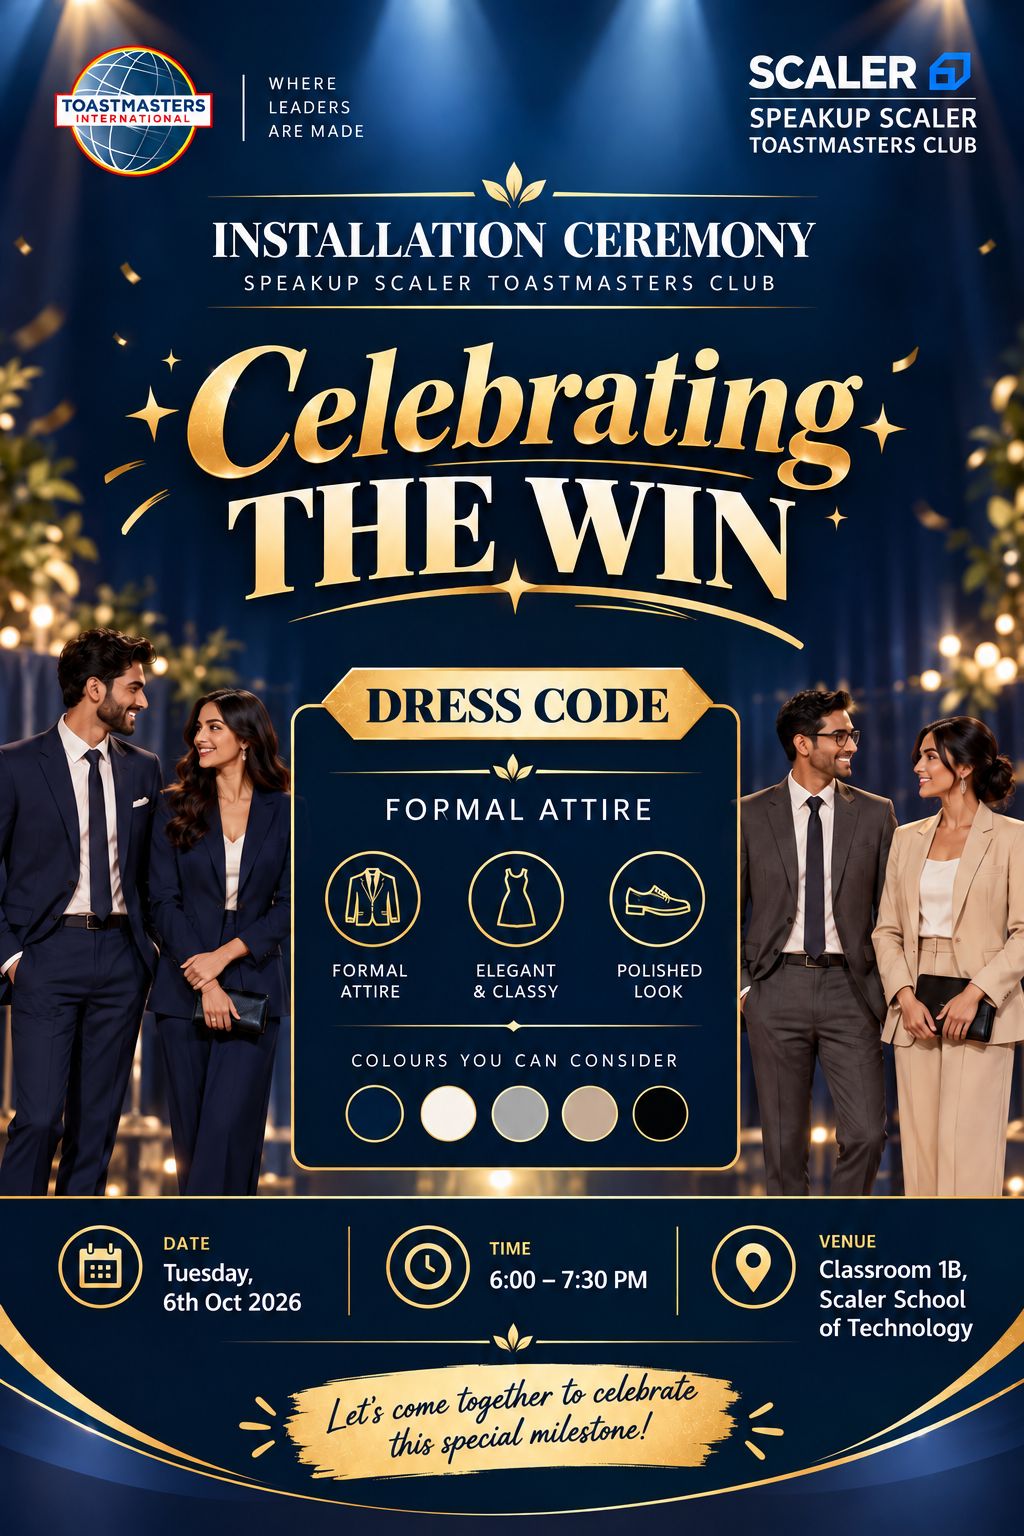 TOASTMASTERS
INTERNATIONAL
WHERE
LEADERS
ARE MADE
SCALER
SPEAKUP SCALER
TOASTMASTERS CLUB
INSTALLATION CEREMONY
SPEAKUP SCALER TOASTMASTERS CLUB
Celebrating
THE WIN
DRESS CODE
FORMAL ATTIRE
FORMAL
ATTIRE
ELEGANT
& CLASSY
POLISHED
LOOK
COLOURS YOU CAN CONSIDER
DATE
Tuesday,
6th Oct 2026
TIME
6:00 – 7:30 PM
VENUE
Classroom 1B,
Scaler School
of Technology
Let's come together to celebrate
this special milestone!